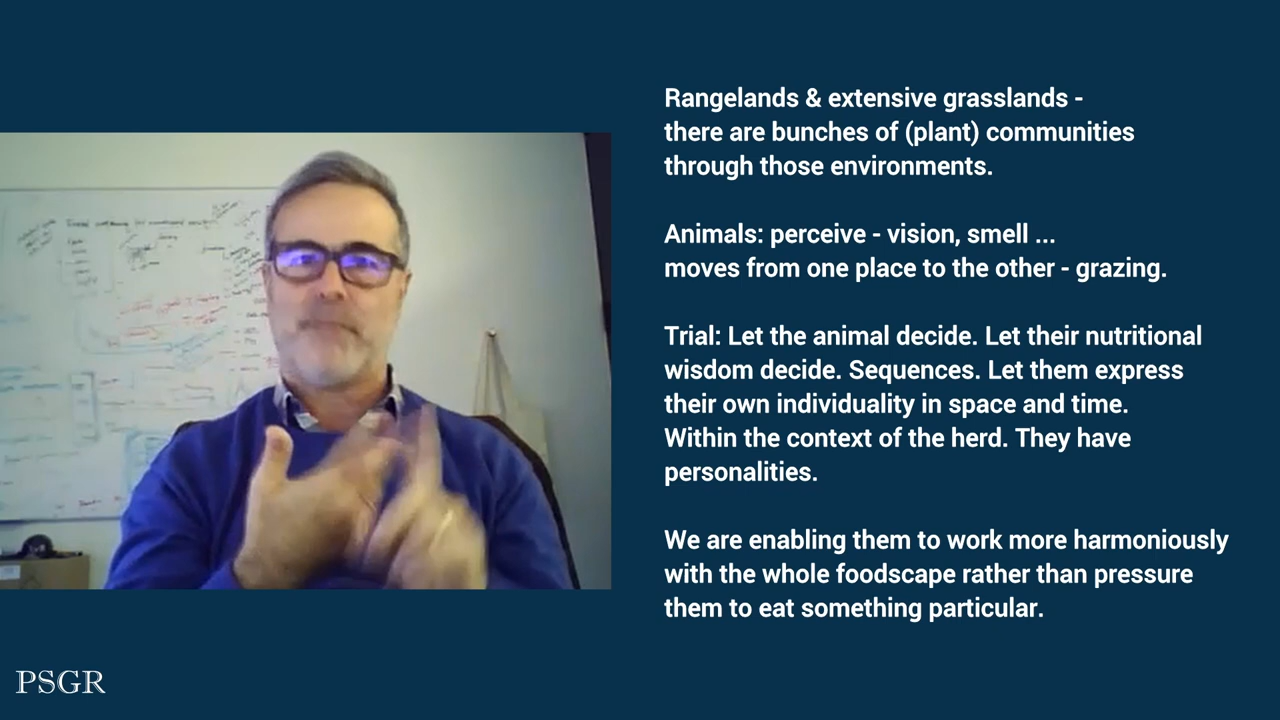 Rangelands & extensive grasslands -
there are bunches of (plant) communities
through those environments.
Animals: perceive - vision, smell ...
moves from one place to the other - grazing.
Trial: Let the animal decide. Let their nutritional
wisdom decide. Sequences. Let them express
their own individuality in space and time.
Within the context of the herd. They have
personalities.
We are enabling them to work more harmoniously
with the whole foodscape rather than pressure
them to eat something particular.
PSGR